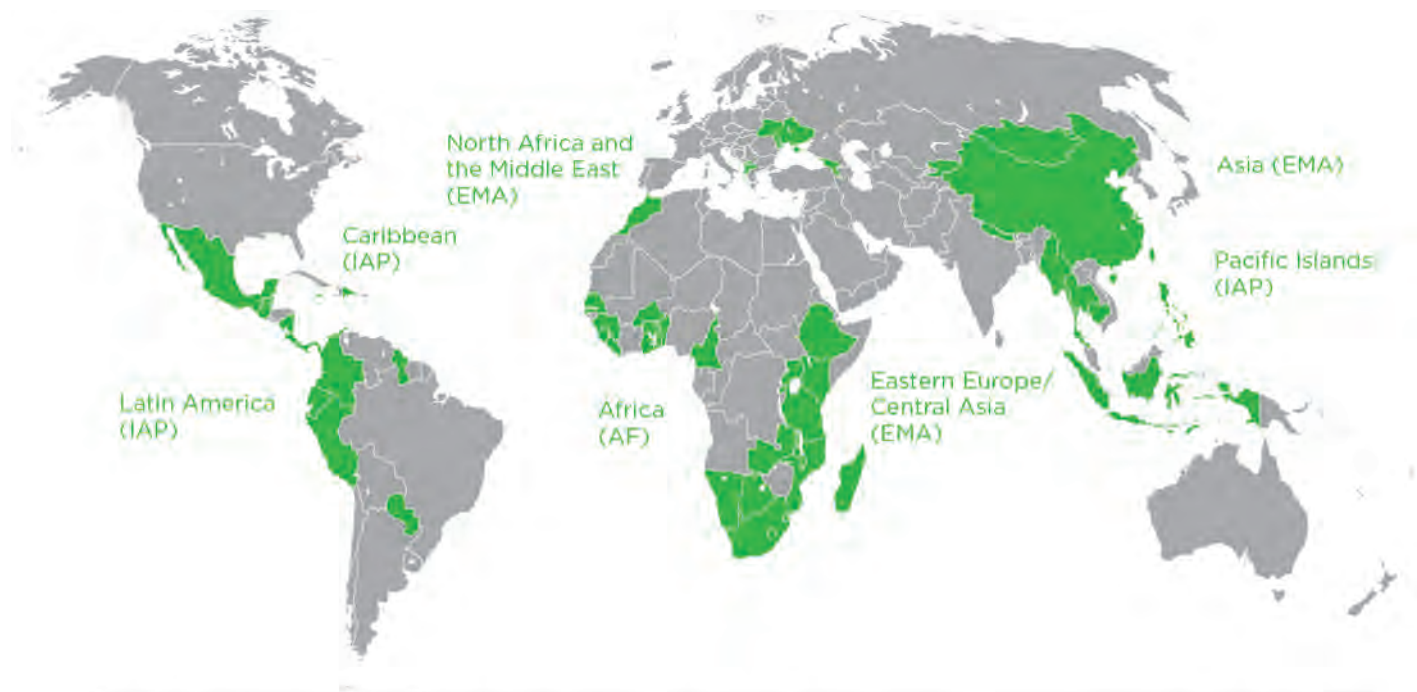 North Africa and
the Middle East
(EMA)
Asia (EMA)
Caribbean
(IAP)
Pacific Islands
(IAP)
Latin America
(IAP)
Africa
(AF)
Eastern Europe/
Central Asia
(EMA)